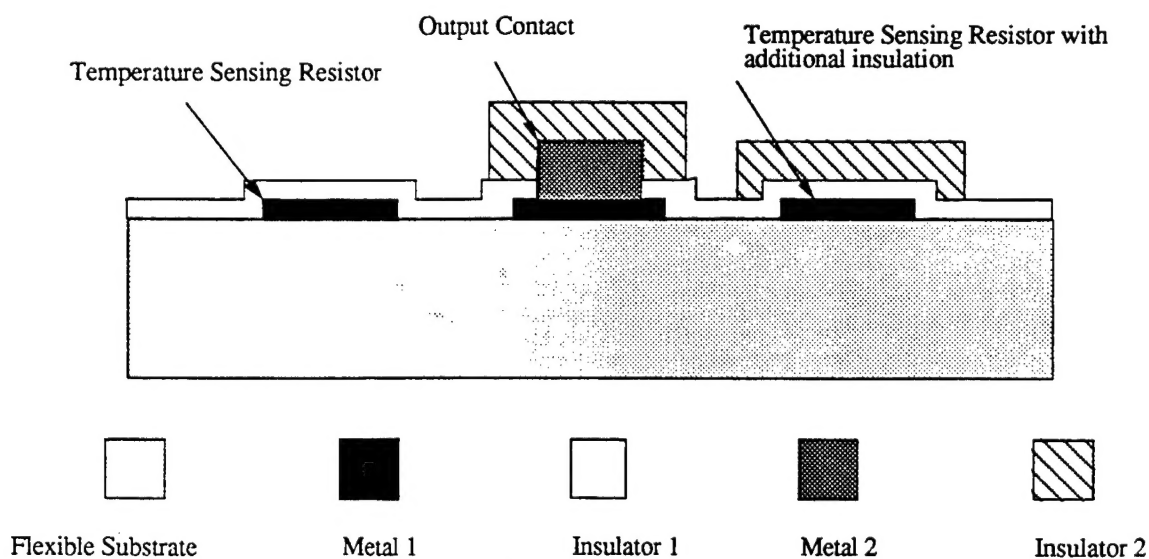 Output Contact
Temperature Sensing Resistor with
additional insulation
Temperature Sensing Resistor
Flexible Substrate
Metal 1
Insulator 1
Metal 2
Insulator 2